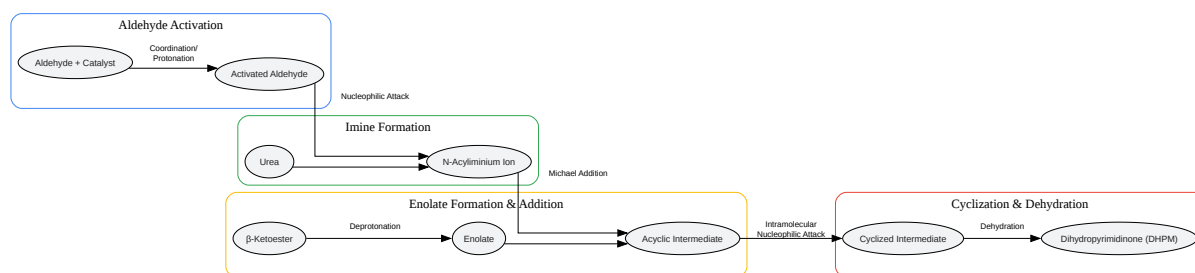 Aldehyde Activation
Aldehyde + Catalyst
Coordination/
Protonation
Activated Aldehyde
Nucleophilic Attack
Imine Formation
Urea
N-Acyliminium Ion
Michael Addition
Enolate Formation & Addition
β-Ketoester
Deprotonation
Enolate
Acyclic Intermediate
Intramolecular
Nucleophilic Attack
Cyclization & Dehydration
Cyclized Intermediate
Dehydration
Dihydropyrimidinone (DHPM)